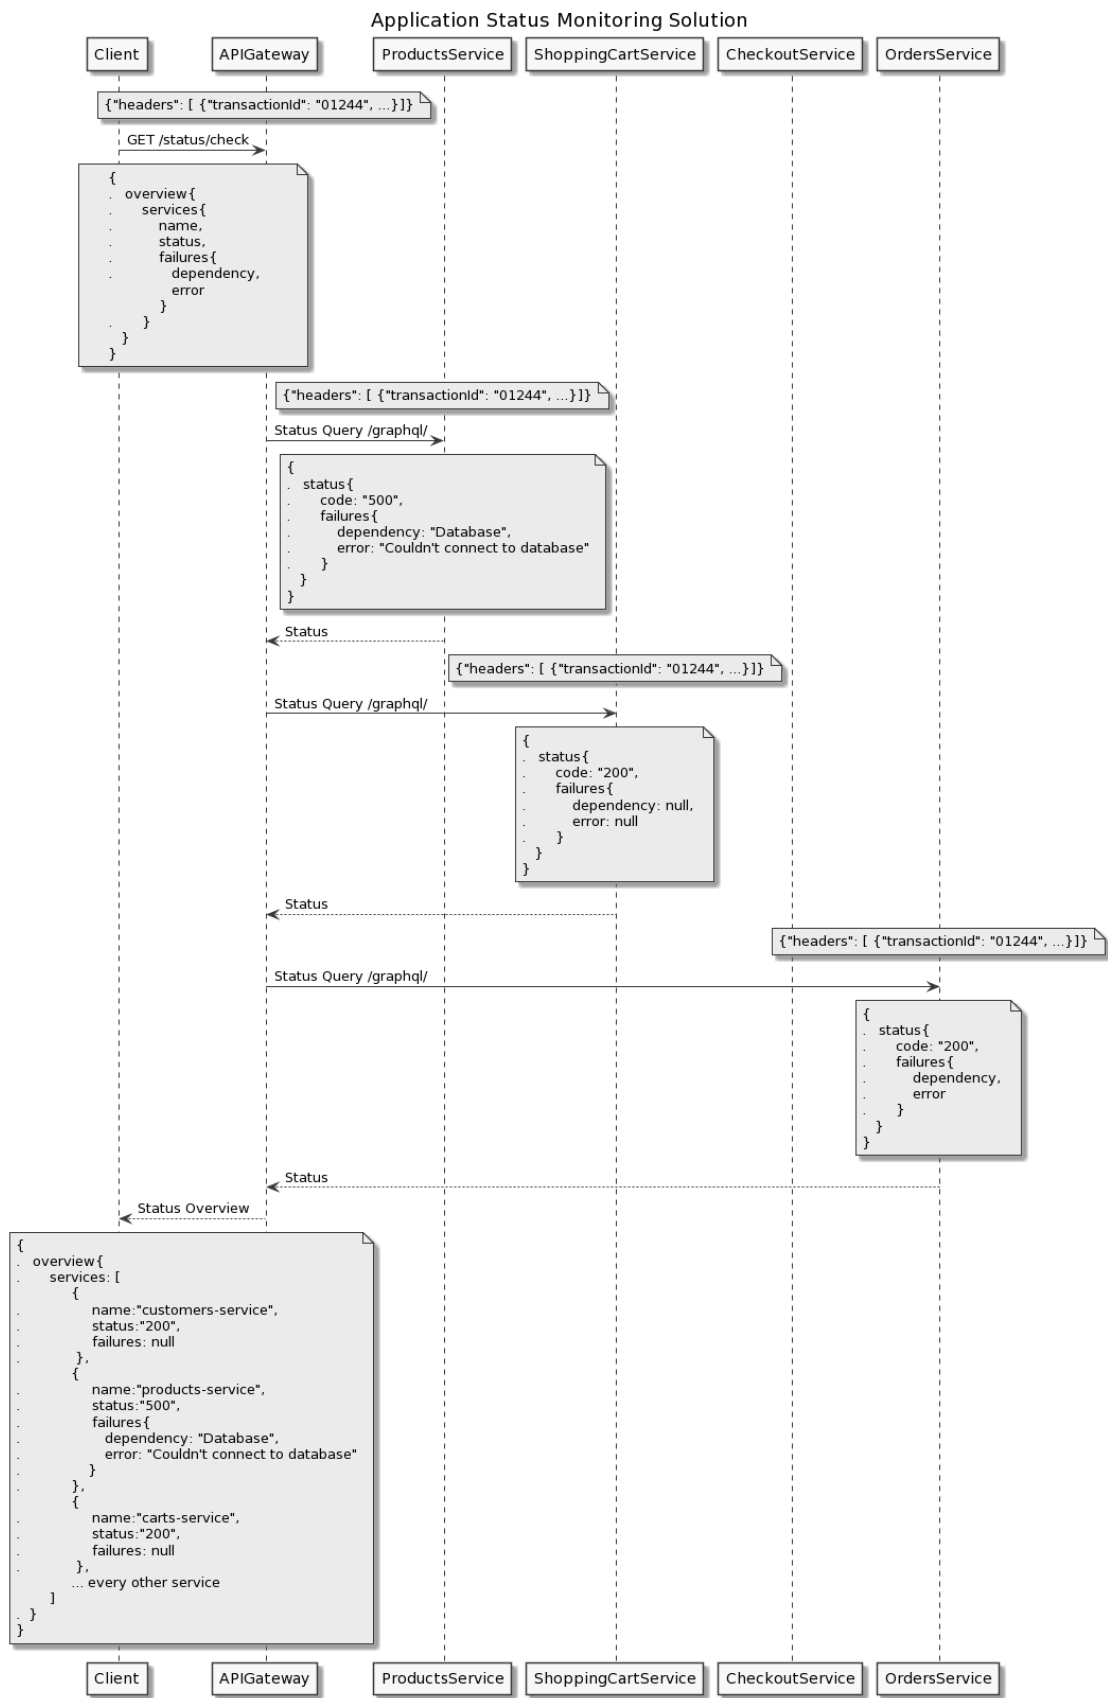 Application Status Monitoring Solution
Client APIGateway ProductsService ShoppingCartService CheckoutService OrdersService
{"headers": [ {"transactionId": "01244", ...}]}
GET /status/check
{
. overview{
. services{
. name,
. status,
. failures{
. dependency,
error
}
. }
}
}
{"headers": [ {"transactionId": "01244", ...}]}
Status Query /graphql/
{
. status{
. code: "500",
. failures{
. dependency: "Database",
. error: "Couldn't connect to database"
. }
}
}
Status
{"headers": [ {"transactionId": "01244", ...}]}
Status Query /graphql/
{
. status{
. code: "200",
. failures{
. dependency: null,
. error: null
. }
}
}
Status
{"headers": [ {"transactionId": "01244", ...}]}
Status Query /graphql/
{
. status{
. code: "200",
. failures{
. dependency,
. error
. }
}
}
Status
Status Overview
{
. overview{
. services: [
{
. name:"customers-service",
. status:"200",
. failures: null
. },
{
. name:"products-service",
. status:"500",
. failures{
. dependency: "Database",
. error: "Couldn't connect to database"
. }
. },
{
. name:"carts-service",
. status:"200",
. failures: null
. },
... every other service
]
. }
}
Client APIGateway ProductsService ShoppingCartService CheckoutService OrdersService